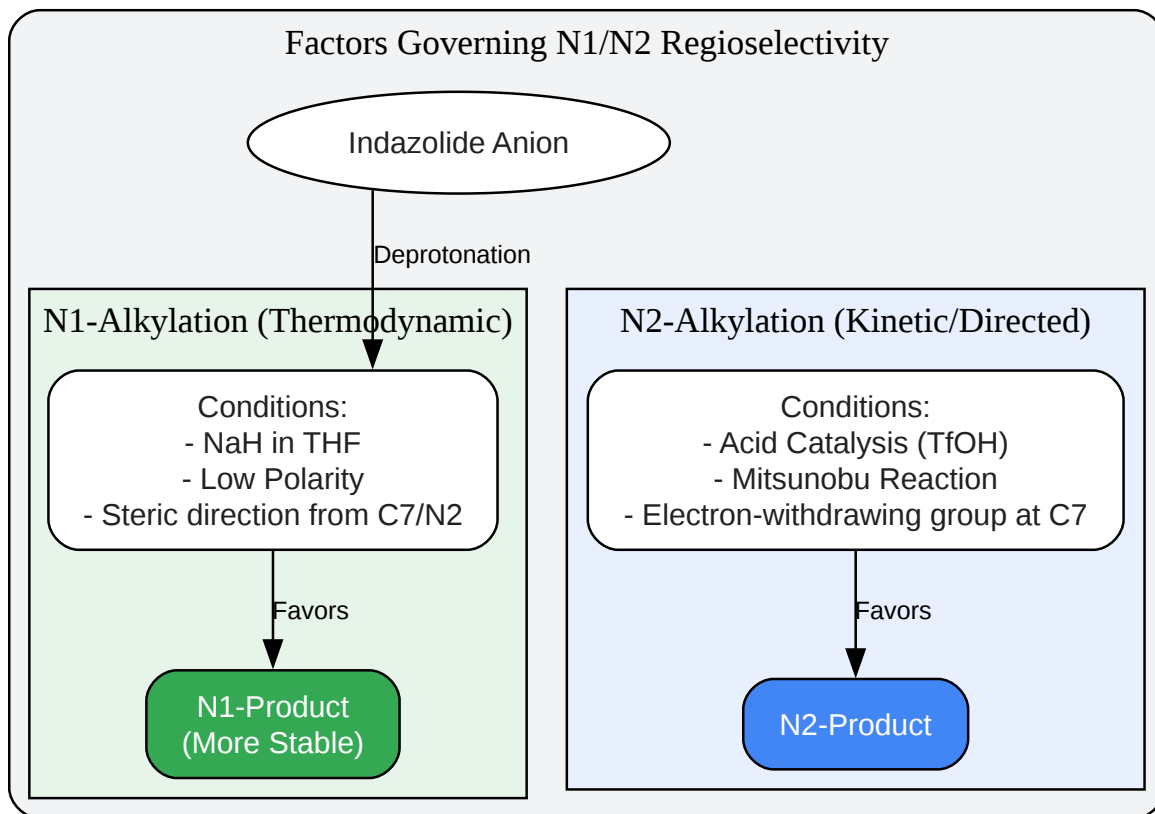 Factors Governing N1/N2 Regioselectivity
Indazolide Anion
Deprotonation
N1-Alkylation (Thermodynamic)
Conditions:
- NaH in THF
- Low Polarity
- Steric direction from C7/N2
Favors
N1-Product
(More Stable)
N2-Alkylation (Kinetic/Directed)
Conditions:
- Acid Catalysis (TfOH)
- Mitsunobu Reaction
- Electron-withdrawing group at C7
Favors
N2-Product